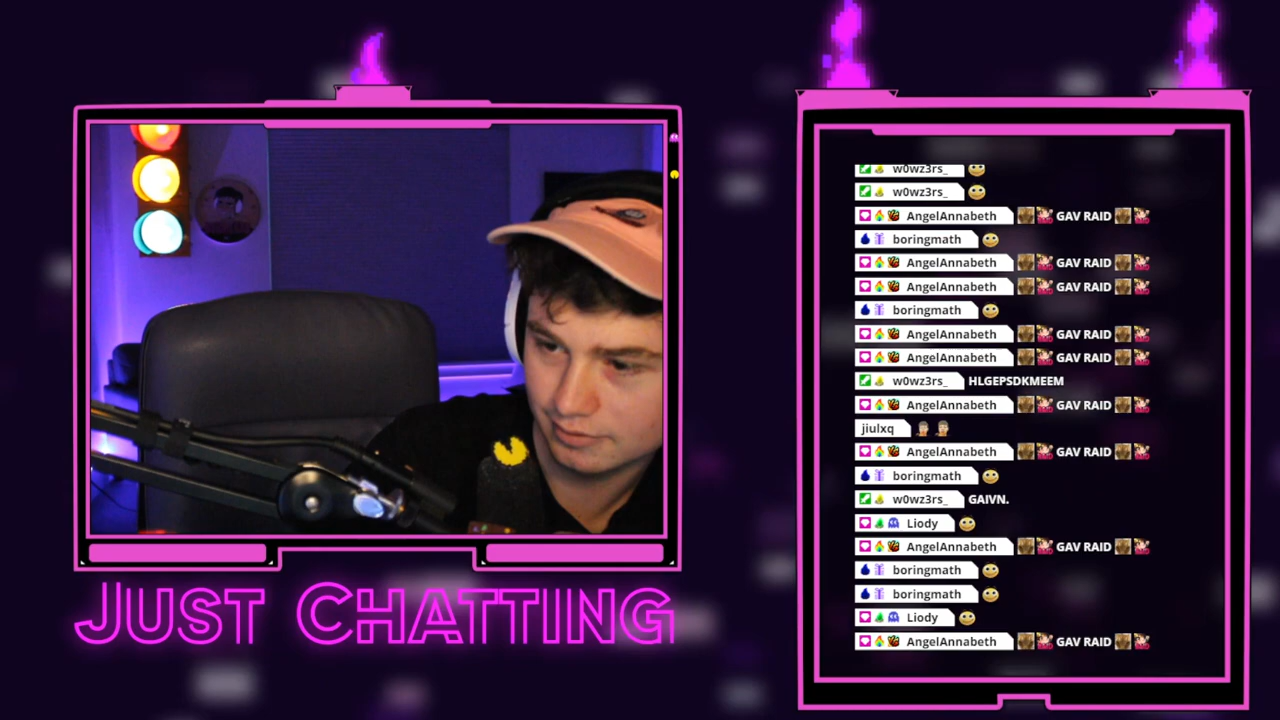 w0wz3rs_
w0wz3rs_
AngelAnnabeth GAV RAID
boringmath
AngelAnnabeth GAV RAID
AngelAnnabeth GAV RAID
boringmath
AngelAnnabeth GAV RAID
AngelAnnabeth GAV RAID
w0wz3rs_ HLGEPSDKMEEM
AngelAnnabeth GAV RAID
jiulxq
AngelAnnabeth GAV RAID
boringmath
w0wz3rs_ GAIVN.
Liody
AngelAnnabeth GAV RAID
boringmath
boringmath
Liody
AngelAnnabeth GAV RAID
Just Chatting